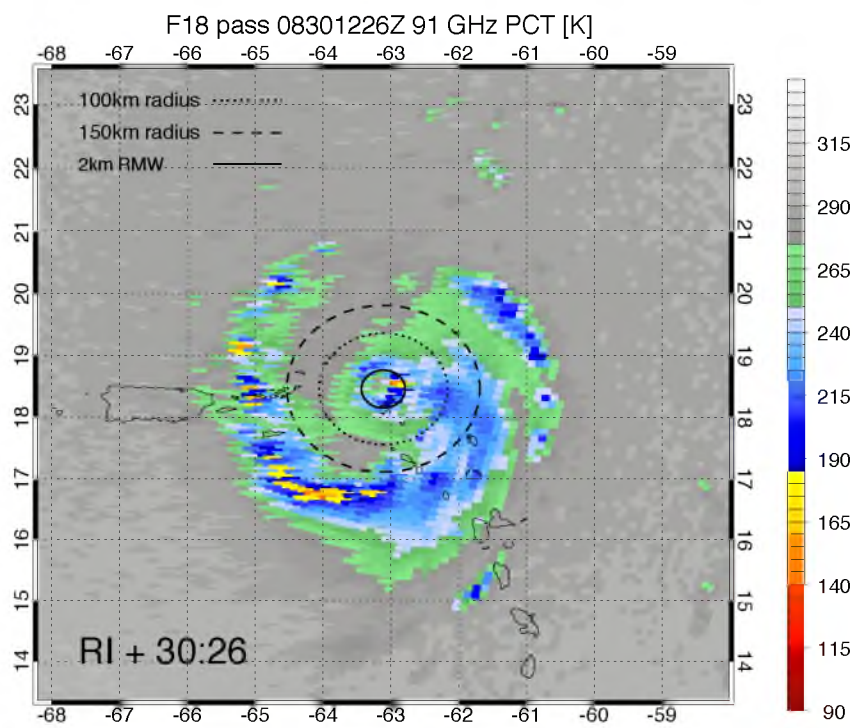 F18 pass 08301226Z 91 GHz PCT [K]
-68 -67 -66 -65 -64 -63 -62 -61 -60 -59
100km radius
150km radius
2km RMW
23 23
22 22
21 21
20 20
19 19
18 18
17 17
16 16
15 15
14 14
315
290
265
240
215
190
165
140
115
90
RI + 30:26
-68 -67 -66 -65 -64 -63 -62 -61 -60 -59